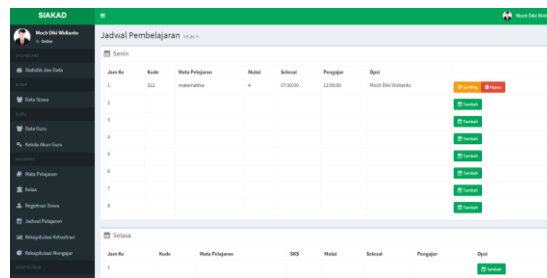 SIAKAD
Moch Diki Widianto
Moch Diki Widianto
Online
Jadwal Pembelajaran
Statistik dan Data
Data Siswa
Data Guru
Kelola Akun Guru
Mata Pelajaran
Kelas
Registrasi Siswa
Jadwal Pelajaran
Rekapitulasi Kehadiran
Rekapitulasi Mengajar
Senin
Jam Ke Kode Mata Pelajaran Mulai Selesai Pengajar Opsi
1 312 matematika 4 07:00:00 12:00:00 Moch Diki Widianto Hapus
2 Tambah
3 Tambah
4 Tambah
5 Tambah
6 Tambah
7 Tambah
8 Tambah
Selasa
Jam Ke Kode Mata Pelajaran SKS Mulai Selesai Pengajar Opsi
1 Tambah